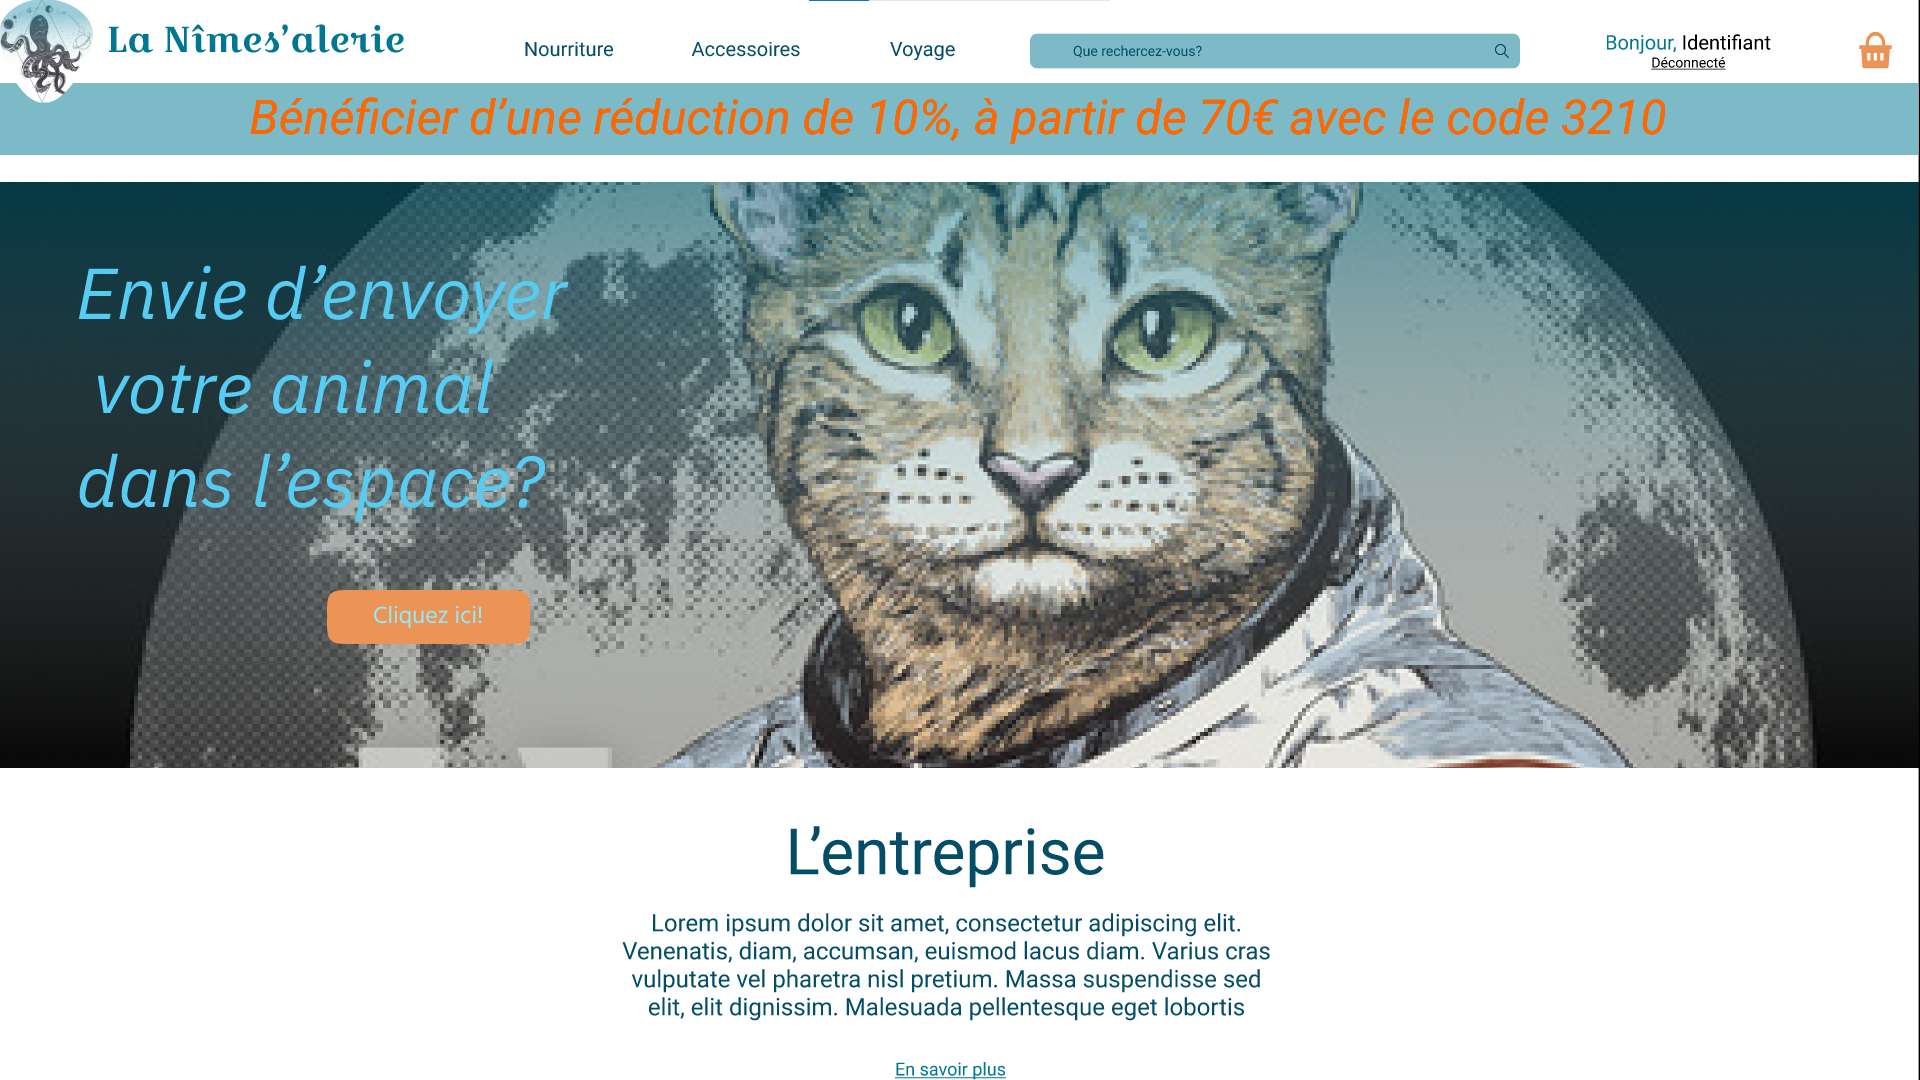 La Nîmes’alerie
Nourriture
Accessoires
Voyage
Que rechercez-vous?
Bonjour, Identifiant
Déconnecté
Bénéficier d’une réduction de 10%, à partir de 70€ avec le code 3210
Envie d’envoyer
votre animal
dans l’espace?
Cliquez ici!
L’entreprise
Lorem ipsum dolor sit amet, consectetur adipiscing elit.
Venenatis, diam, accumsan, euismod lacus diam. Varius cras
vulputate vel pharetra nisl pretium. Massa suspendisse sed
elit, elit dignissim. Malesuada pellentesque eget lobortis
En savoir plus